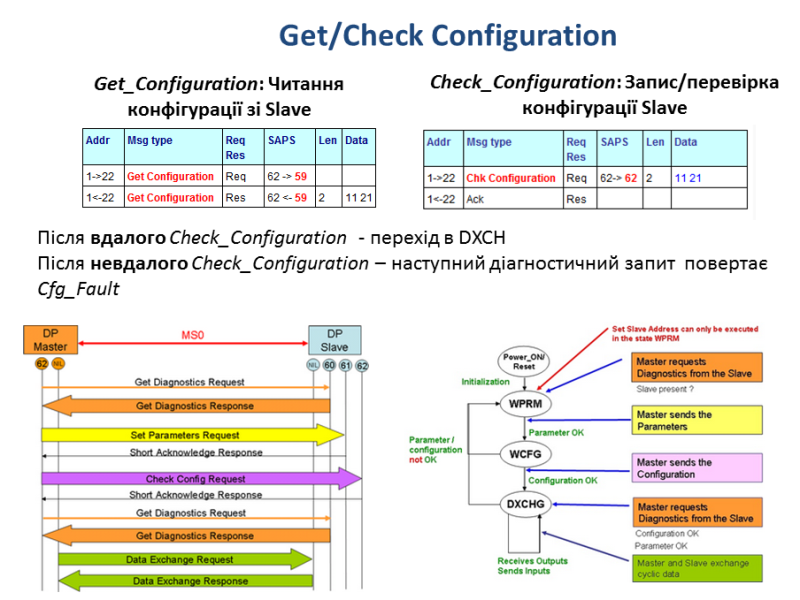 Get/Check Configuration
Get_Configuration: Читання
конфігурації зі Slave
Addr Msg type Req Res SAPS Len Data
1->22 Get Configuration Req 62 -> 59
1<-22 Get Configuration Res 62 <- 59 2 11 21
Check_Configuration: Запис/перевірка
конфігурації Slave
Addr Msg type Req Res SAPS Len Data
1->22 Chk Configuration Req 62-> 62 2 11 21
1<-22 Ack Res
Після вдалого Check_Configuration - перехід в DXCH
Після невдалого Check_Configuration – наступний діагностичний запит повертає
Cfg_Fault
DP
Master
MS0
DP
Slave
62 NIL
NIL 60 61 62
Get Diagnostics Request
Get Diagnostics Response
Set Parameters Request
Short Acknowledge Response
Check Config Request
Short Acknowledge Response
Get Diagnostics Request
Get Diagnostics Response
Data Exchange Request
Data Exchange Response
Set Slave Address can only be executed
in the state WPRM
Power_ON/
Reset
Initialization
WPRM
Parameter OK
Parameter /
configuration
not OK
WCFG
Configuration OK
DXCHG
Receives Outputs
Sends Inputs
Master requests
Diagnostics from the Slave
Slave present ?
Master sends the
Parameters
Master sends the
Configuration
Master requests
Diagnostics from the Slave
Configuration OK
Parameter OK
Master and Slave exchange
cyclic data